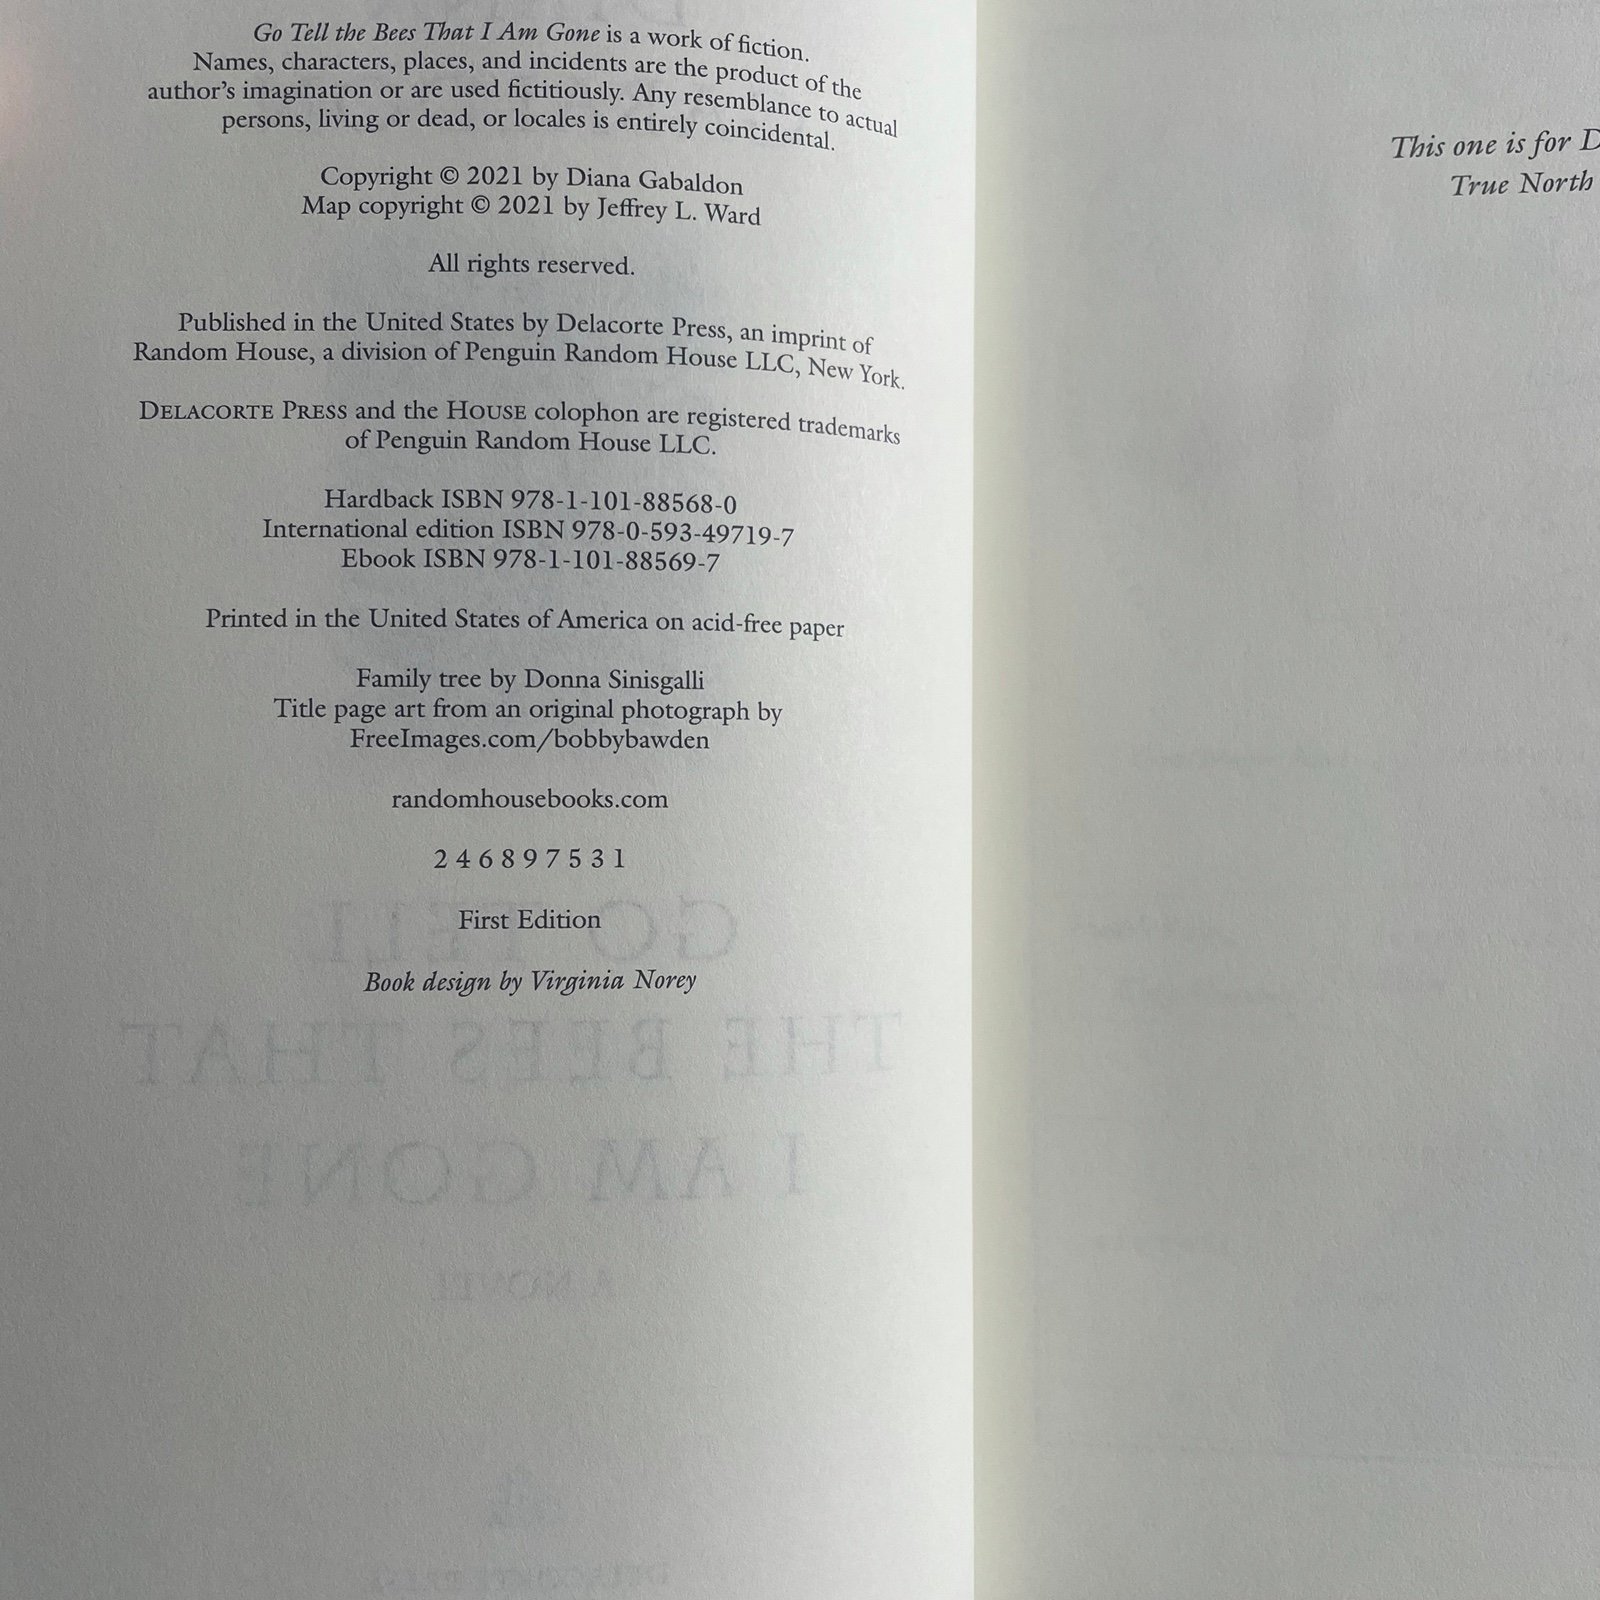 Go Tell the Bees That I Am Gone is a work of fiction.
Names, characters, places, and incidents are the product of the
author's imagination or are used fictitiously. Any resemblance to actual
persons, living or dead, or locales is entirely coincidental.
Copyright © 2021 by Diana Gabaldon
Map copyright © 2021 by Jeffrey L. Ward
All rights reserved.
Published in the United States by Delacorte Press, an imprint of
Random House, a division of Penguin Random House LLC, New York.
DELACORTE PRESS and the HOUSE colophon are registered trademarks
of Penguin Random House LLC.
Hardback ISBN 978-1-101-88568-0
International edition ISBN 978-0-593-49719-7
Ebook ISBN 978-1-101-88569-7
Printed in the United States of America on acid-free paper
Family tree by Donna Sinisgalli
Title page art from an original photograph by
FreeImages.com/bobbybawden
randomhousebooks.com
2 4 6 8 9 7 5 3 1
First Edition
Book design by Virginia Norey
GO TELL
THE BEES THAT
I AM GONE
A NOVEL
This one is for
True North